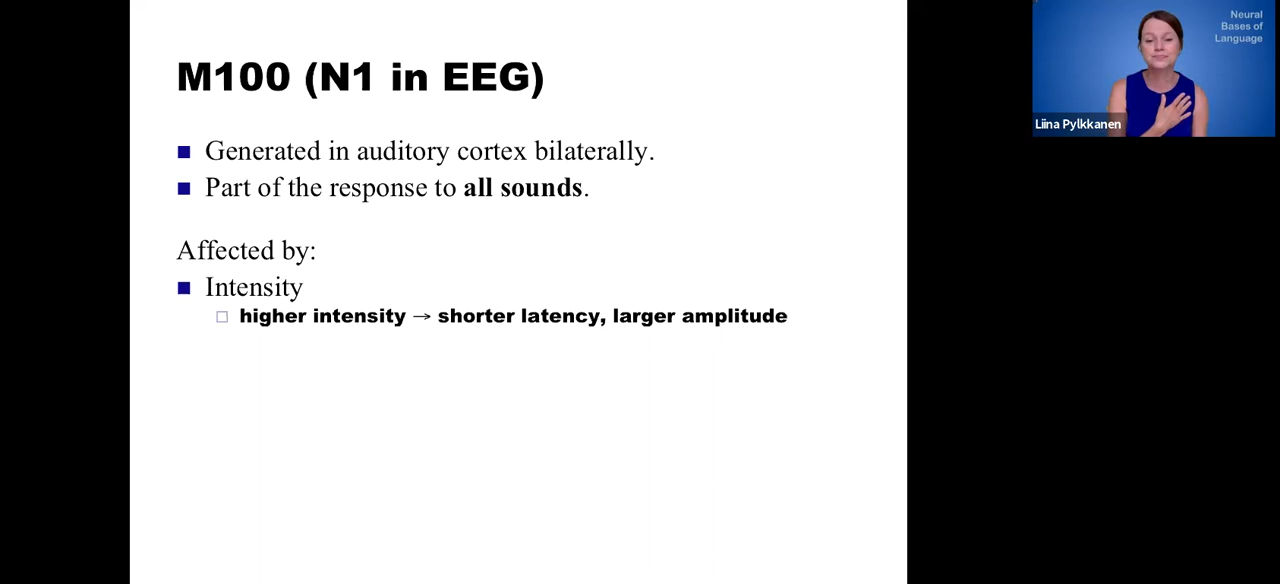 M100 (N1 in EEG)
Generated in auditory cortex bilaterally.
Part of the response to all sounds.
Affected by:
Intensity
higher intensity → shorter latency, larger amplitude
Neural
Bases of
Language
Liina Pylkkanen